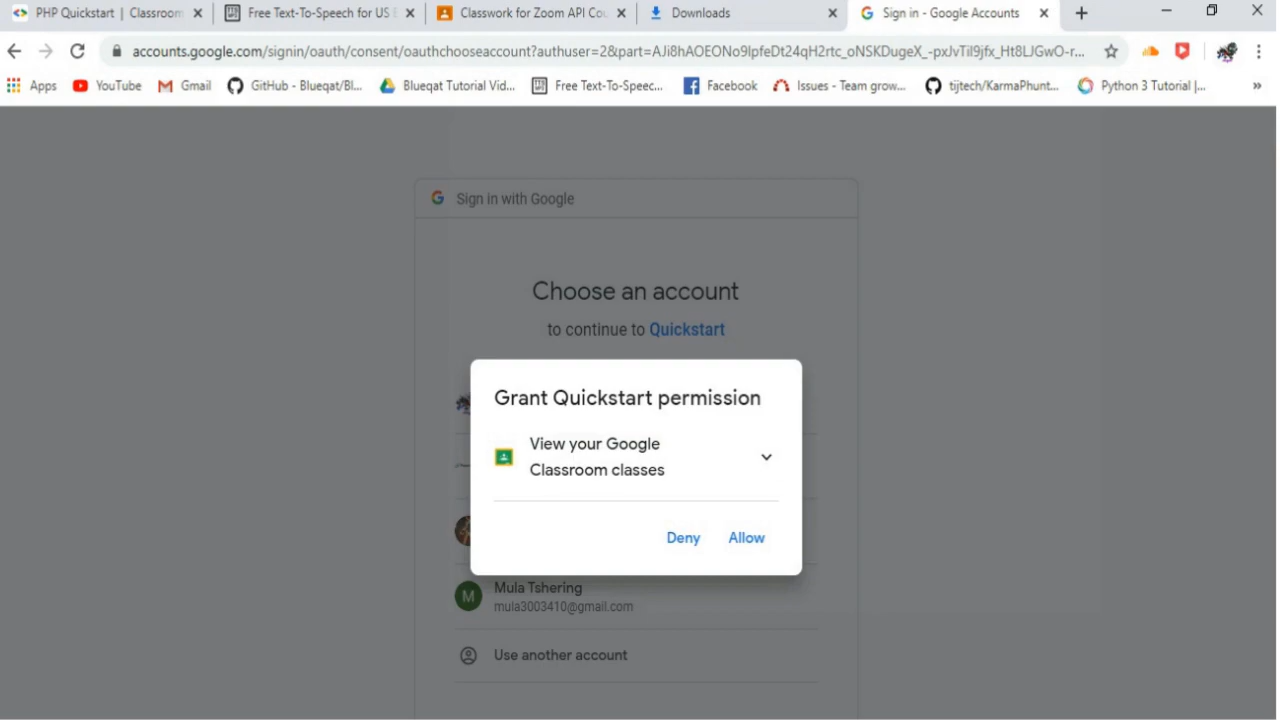 PHP Quickstart | Classroom
Free Text-To-Speech for US E
Classwork for Zoom API Cou
Downloads
Sign in - Google Accounts
accounts.google.com/signin/oauth/consent/oauthchooseaccount?authuser=2&part=AJi8hAOEONo9lpfeDt24qH2rtc_oNSKDugeX_-pxJvTiI9jfx_Ht8LJGwO-r...
Apps
YouTube
Gmail
GitHub - Blueqat/Bl...
Blueqat Tutorial Vid...
Free Text-To-Speec...
Facebook
Issues - Team grow...
tijtech/KarmaPhunt...
Python 3 Tutorial |...
»
Sign in with Google
Choose an account
to continue to Quickstart
Grant Quickstart permission
View your Google
Classroom classes
Deny
Allow
M
Mula Tshering
mula3003410@gmail.com
Use another account